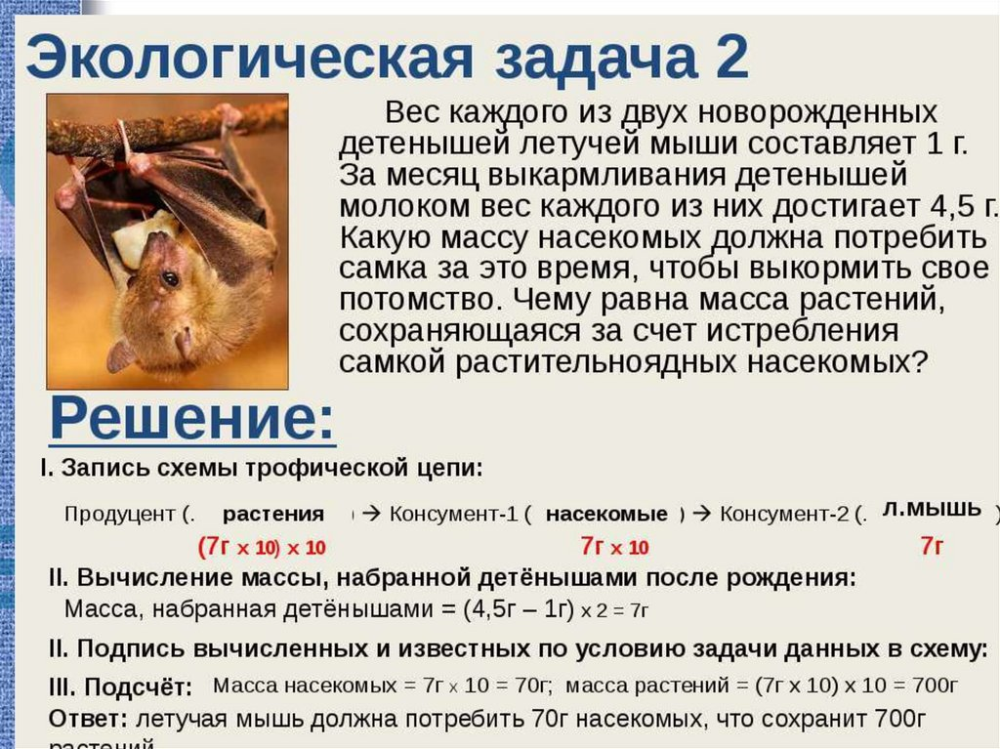 Экологическая задача 2
Вес каждого из двух новорожденных
детенышей летучей мыши составляет 1 г.
За месяц выкармливания детенышей
молоком вес каждого из них достигает 4,5 г.
Какую массу насекомых должна потребить
самка за это время, чтобы выкормить свое
потомство. Чему равна масса растений,
сохраняющаяся за счет истребления
самкой растительноядных насекомых?
Решение:
I. Запись схемы трофической цепи:
Продуцент (. растения ) → Консумент-1 ( насекомые ) → Консумент-2 (. л.мышь )
(7г х 10) х 10 7г х 10 7г
II. Вычисление массы, набранной детёнышами после рождения:
Масса, набранная детёнышами = (4,5г – 1г) х 2 = 7г
II. Подпись вычисленных и известных по условию задачи данных в схему:
III. Подсчёт: Масса насекомых = 7г х 10 = 70г; масса растений = (7г х 10) х 10 = 700г
Ответ: летучая мышь должна потребить 70г насекомых, что сохранит 700г
растений